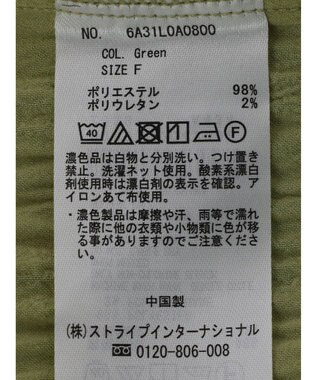 NO. 6A31L0A0800
COL. Green
SIZE F
ポリエステル 98%
ポリウレタン 2%
40 F
濃色品は白物と分別洗い。つけ置き
禁止。洗濯ネット使用。酸素系漂白
剤使用時は漂白剤の表示を確認。ア
イロンあて布使用。
・濃色製品は摩擦や汗、雨等で濡れ
た際に他の衣類や小物類に色が移
る事がありますのでご注意くださ
い。
中国製
(株)ストライプインターナショナル
0120-806-008